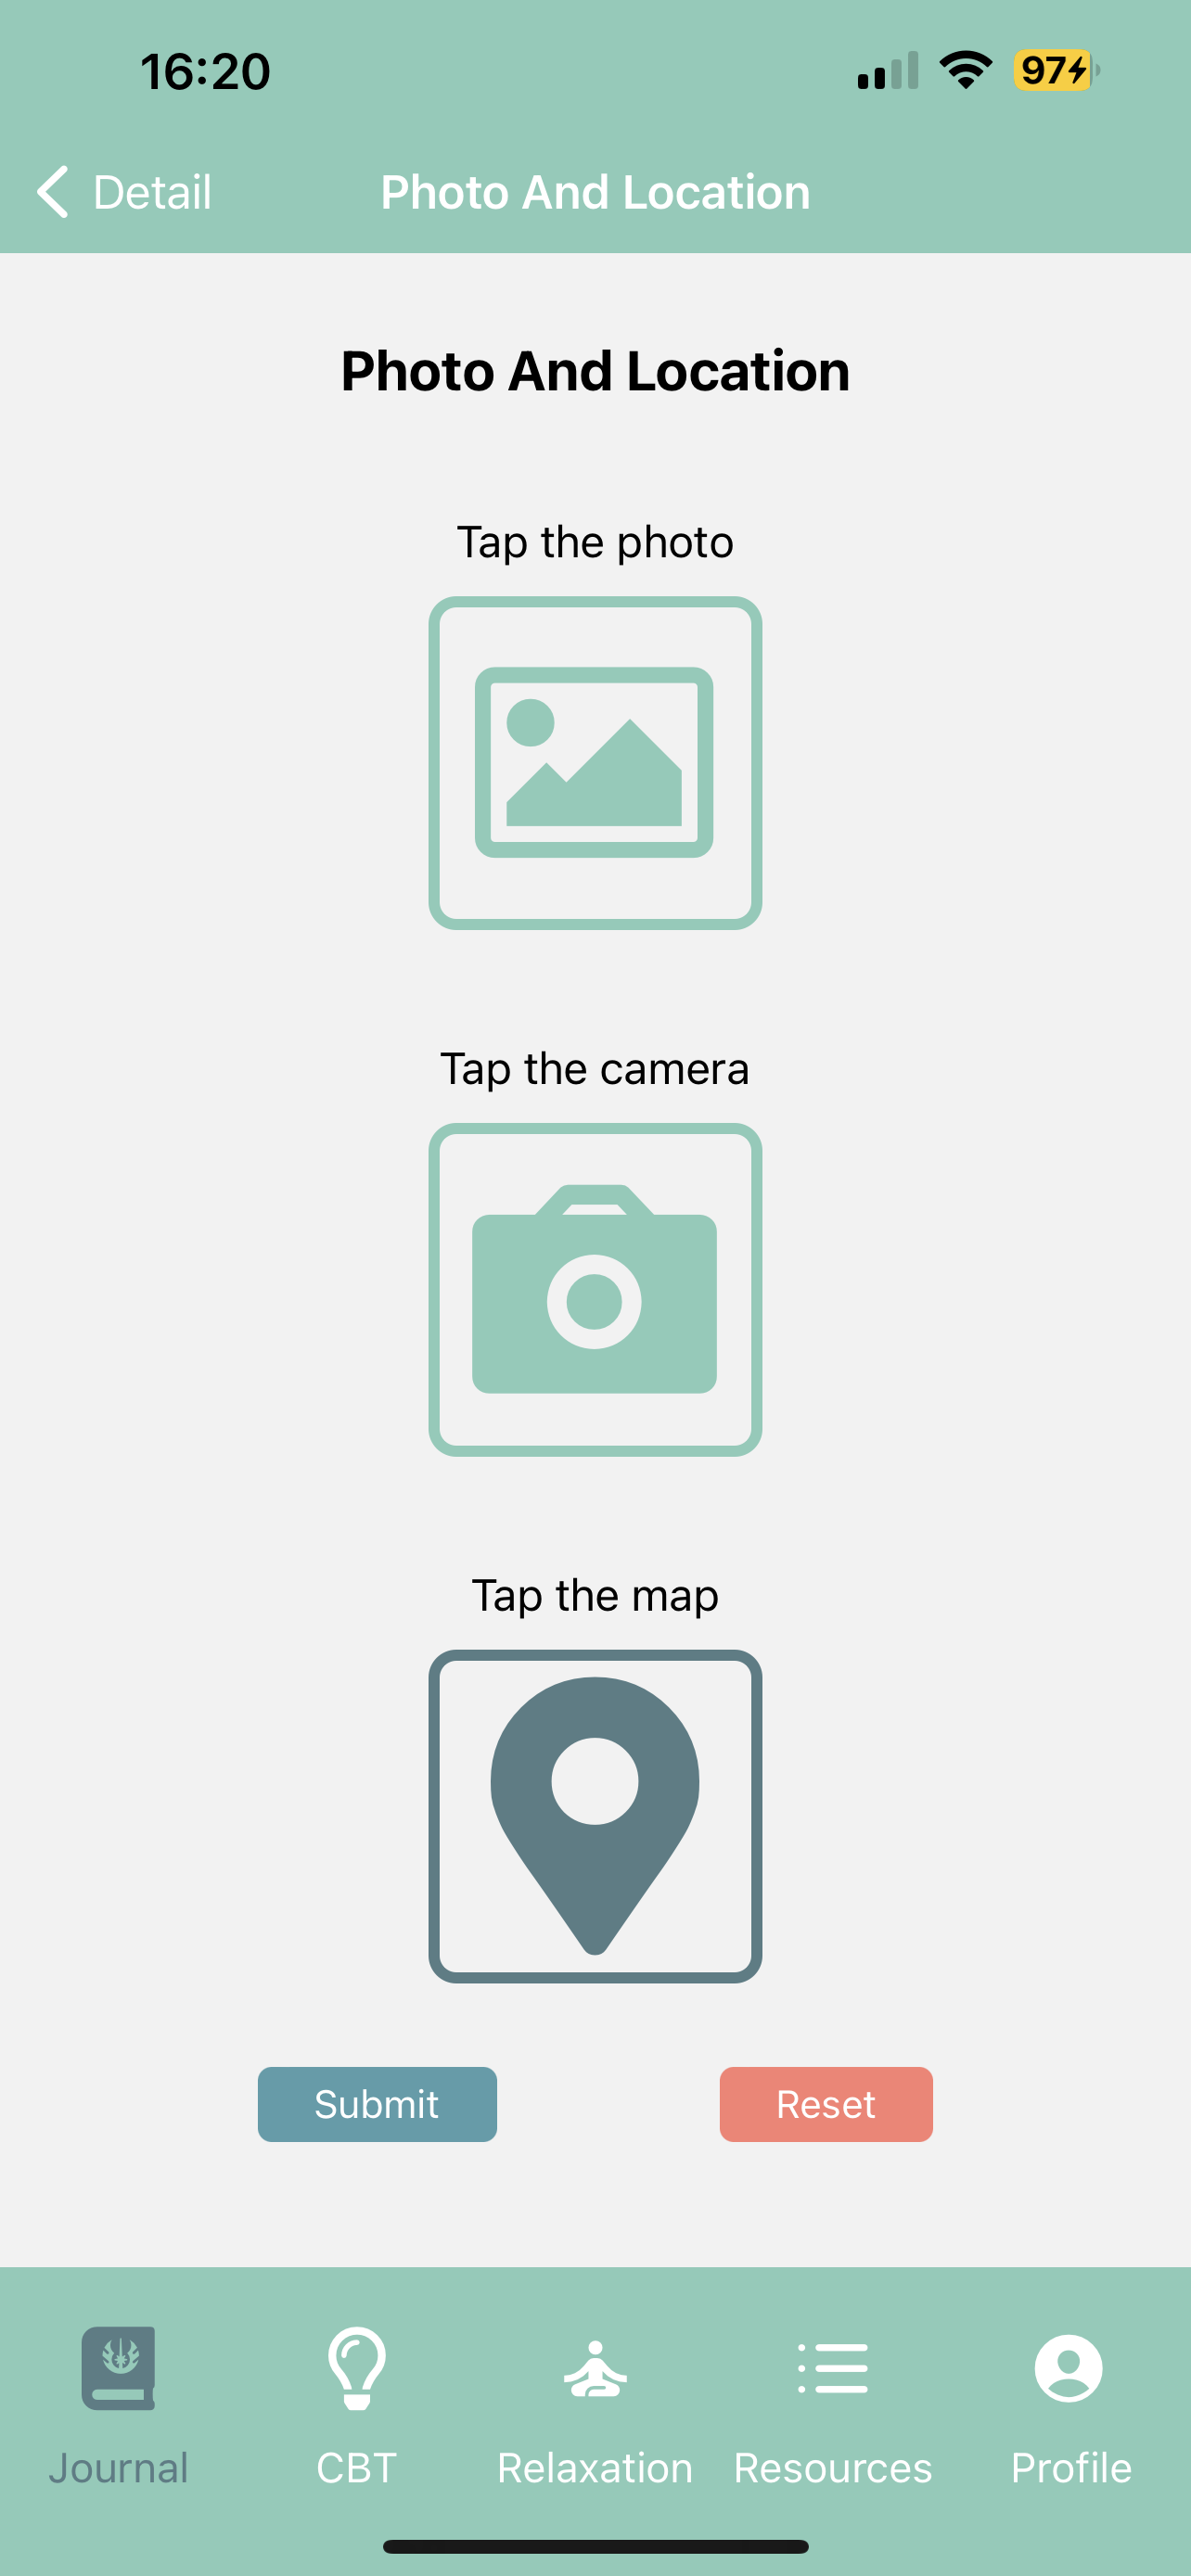 16:20
97
Detail
Photo And Location
Photo And Location
Tap the photo
Tap the camera
Tap the map
Submit
Reset
Journal
CBT
Relaxation
Resources
Profile